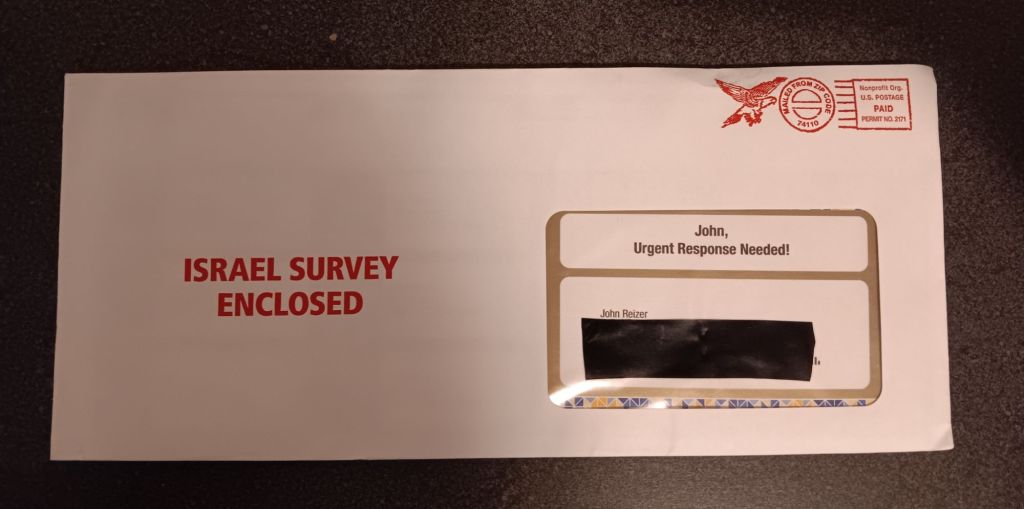 MAILED FROM ZIP CODE
74110
Nonprofit Org.
U.S. POSTAGE
PAID
PERMIT NO. 2171
John,
Urgent Response Needed!
ISRAEL SURVEY
ENCLOSED
John Reizer